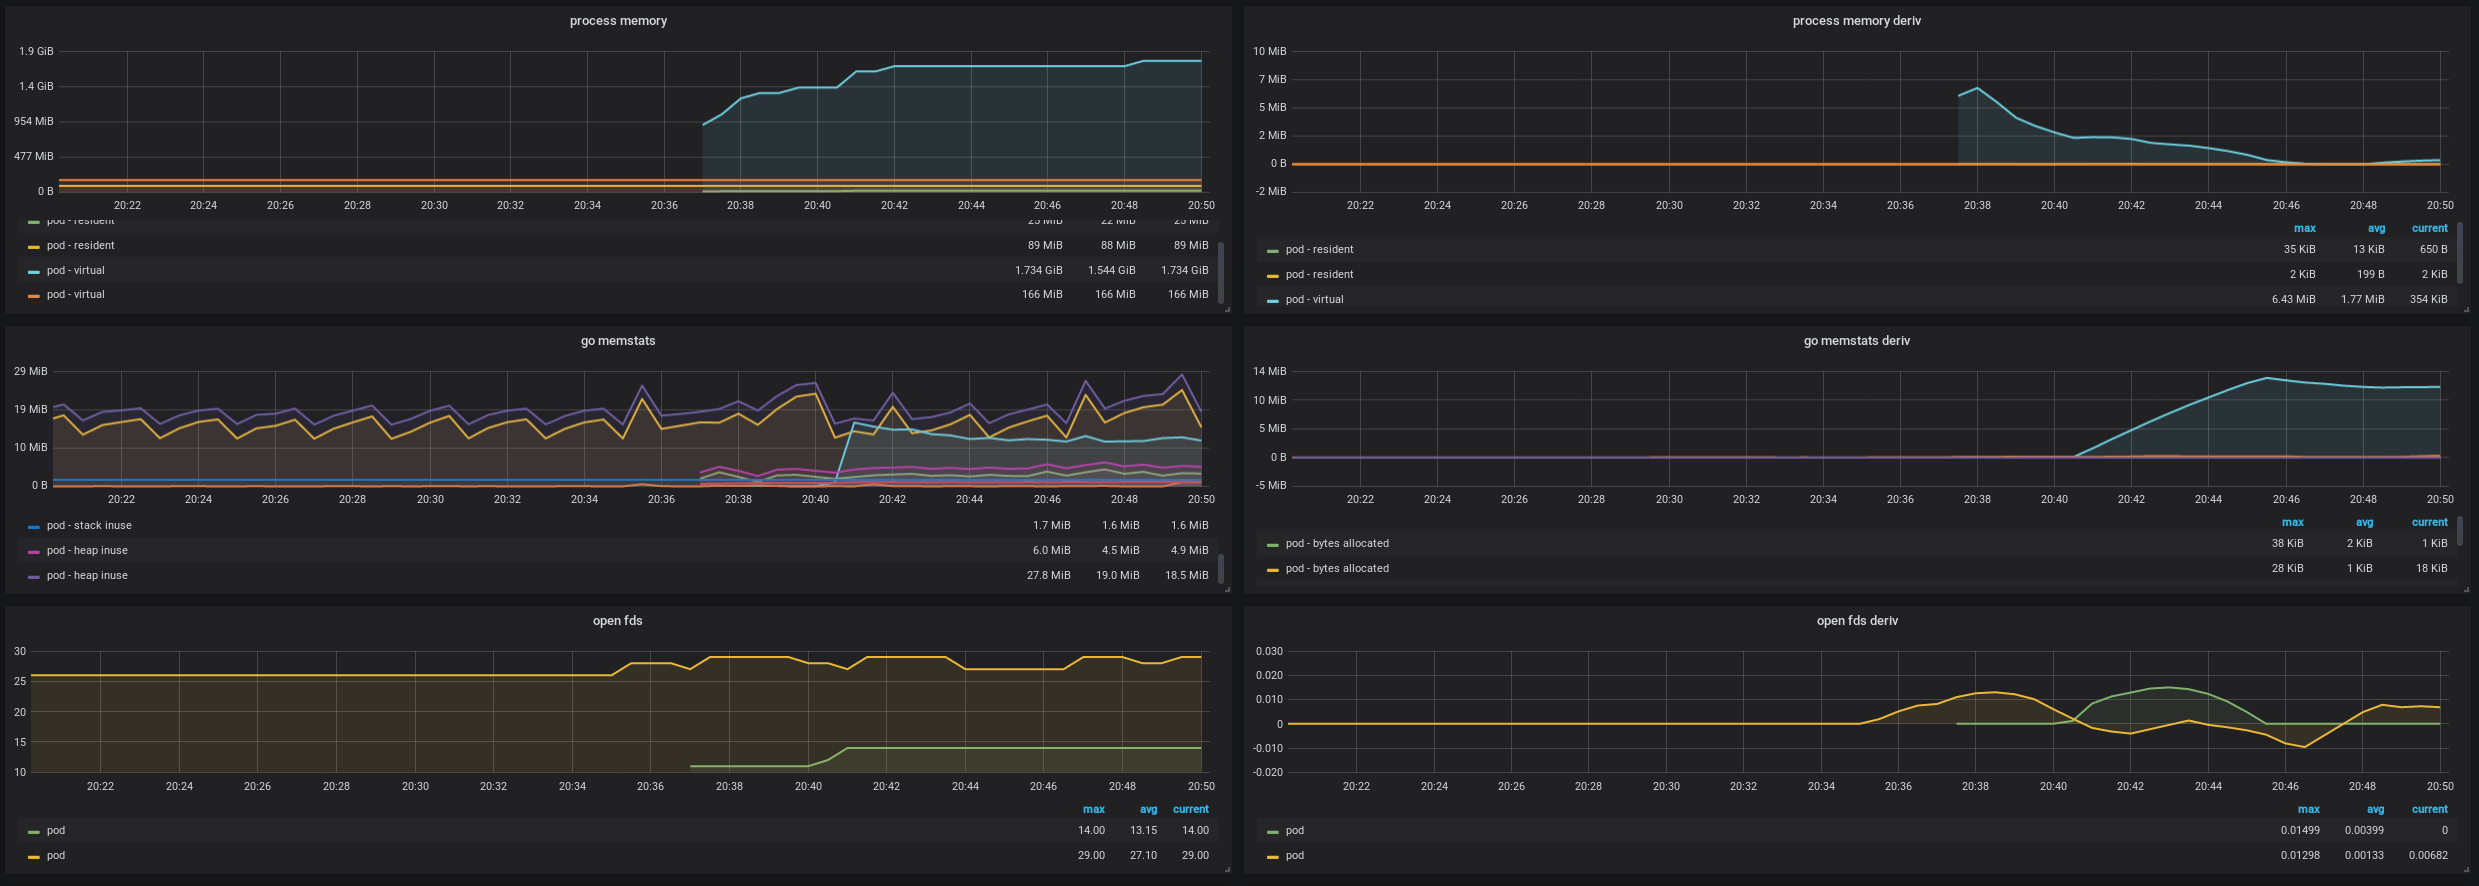 process memory
1.9 GiB
1.4 GiB
954 MiB
477 MiB
0 B
20:22 20:24 20:26 20:28 20:30 20:32 20:34 20:36 20:38 20:40 20:42 20:44 20:46 20:48 20:50
pod - resident 25 MiB 22 MiB 25 MiB
pod - resident 89 MiB 88 MiB 89 MiB
pod - virtual 1.734 GiB 1.544 GiB 1.734 GiB
pod - virtual 166 MiB 166 MiB 166 MiB
process memory deriv
10 MiB
7 MiB
5 MiB
2 MiB
0 B
-2 MiB
20:22 20:24 20:26 20:28 20:30 20:32 20:34 20:36 20:38 20:40 20:42 20:44 20:46 20:48 20:50
max avg current
pod - resident 35 KiB 13 KiB 650 B
pod - resident 2 KiB 199 B 2 KiB
pod - virtual 6.43 MiB 1.77 MiB 354 KiB
go memstats
29 MiB
19 MiB
10 MiB
0 B
20:22 20:24 20:26 20:28 20:30 20:32 20:34 20:36 20:38 20:40 20:42 20:44 20:46 20:48 20:50
pod - stack inuse 1.7 MiB 1.6 MiB 1.6 MiB
pod - heap inuse 6.0 MiB 4.5 MiB 4.9 MiB
pod - heap inuse 27.8 MiB 19.0 MiB 18.5 MiB
go memstats deriv
14 MiB
10 MiB
5 MiB
0 B
-5 MiB
20:22 20:24 20:26 20:28 20:30 20:32 20:34 20:36 20:38 20:40 20:42 20:44 20:46 20:48 20:50
max avg current
pod - bytes allocated 38 KiB 2 KiB 1 KiB
pod - bytes allocated 28 KiB 1 KiB 18 KiB
open fds
30
25
20
15
10
20:22 20:24 20:26 20:28 20:30 20:32 20:34 20:36 20:38 20:40 20:42 20:44 20:46 20:48 20:50
max avg current
pod 14.00 13.15 14.00
pod 29.00 27.10 29.00
open fds deriv
0.030
0.020
0.010
0
-0.010
-0.020
20:22 20:24 20:26 20:28 20:30 20:32 20:34 20:36 20:38 20:40 20:42 20:44 20:46 20:48 20:50
max avg current
pod 0.01499 0.00399 0
pod 0.01298 0.00133 0.00682